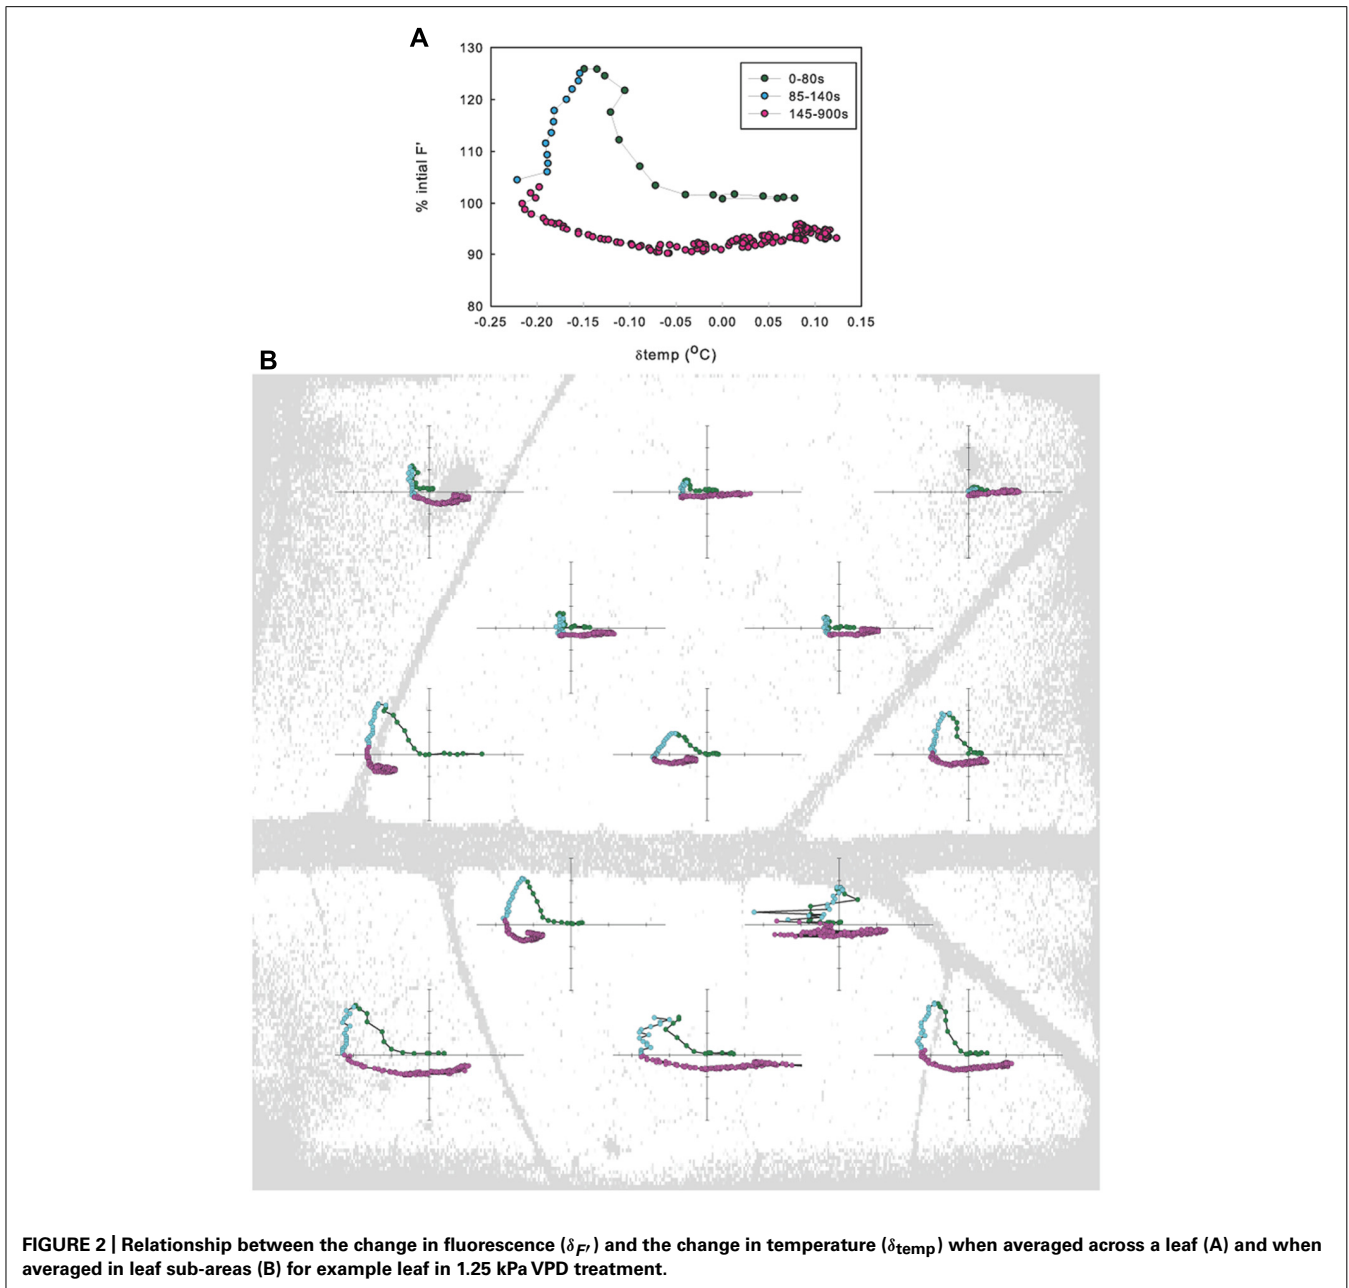 A
130
120
110
100
90
80
% intial F'
0-80s
85-140s
145-900s
-0.25 -0.20 -0.15 -0.10 -0.05 0.00 0.05 0.10 0.15
δtemp (°C)
B
FIGURE 2 | Relationship between the change in fluorescence (δF′) and the change in temperature (δtemp) when averaged across a leaf (A) and when
averaged in leaf sub-areas (B) for example leaf in 1.25 kPa VPD treatment.